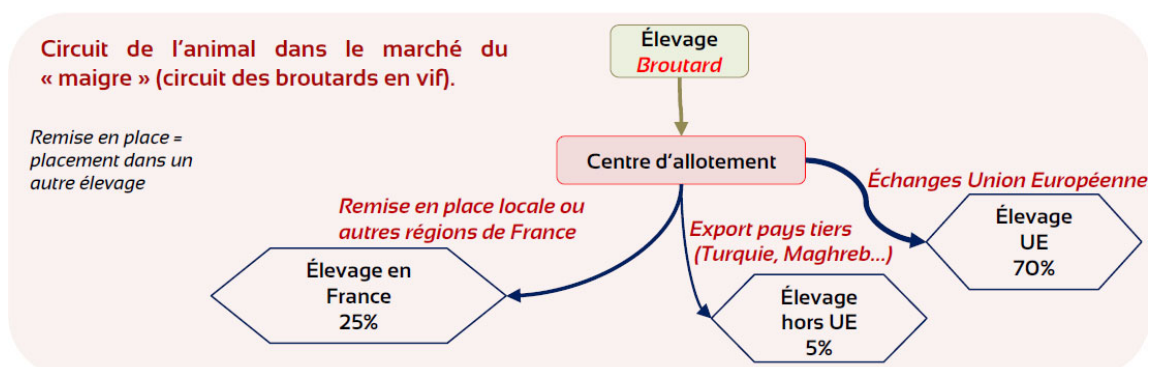 Circuit de l'animal dans le marché du
« maigre » (circuit des broutards en vif).
Remise en place =
placement dans un
autre élevage
Élevage
Broutard
Centre d'allotement
Échanges Union Européenne
Remise en place locale ou
autres régions de France
Export pays tiers
(Turquie, Maghreb...)
Élevage
UE
70%
Élevage en
France
25%
Élevage
hors UE
5%